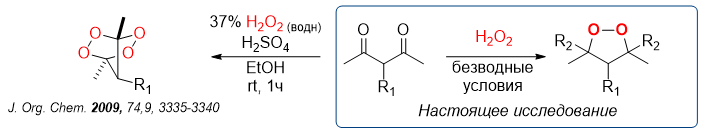 37% H₂O₂ (водн)
H₂SO₄
EtOH
rt, 1ч
O O
O O
R₁
J. Org. Chem. 2009, 74,9, 3335-3340
O O
R₁
H₂O₂
безводные
условия
O O
R₂ R₂
R₁
Настоящее исследование